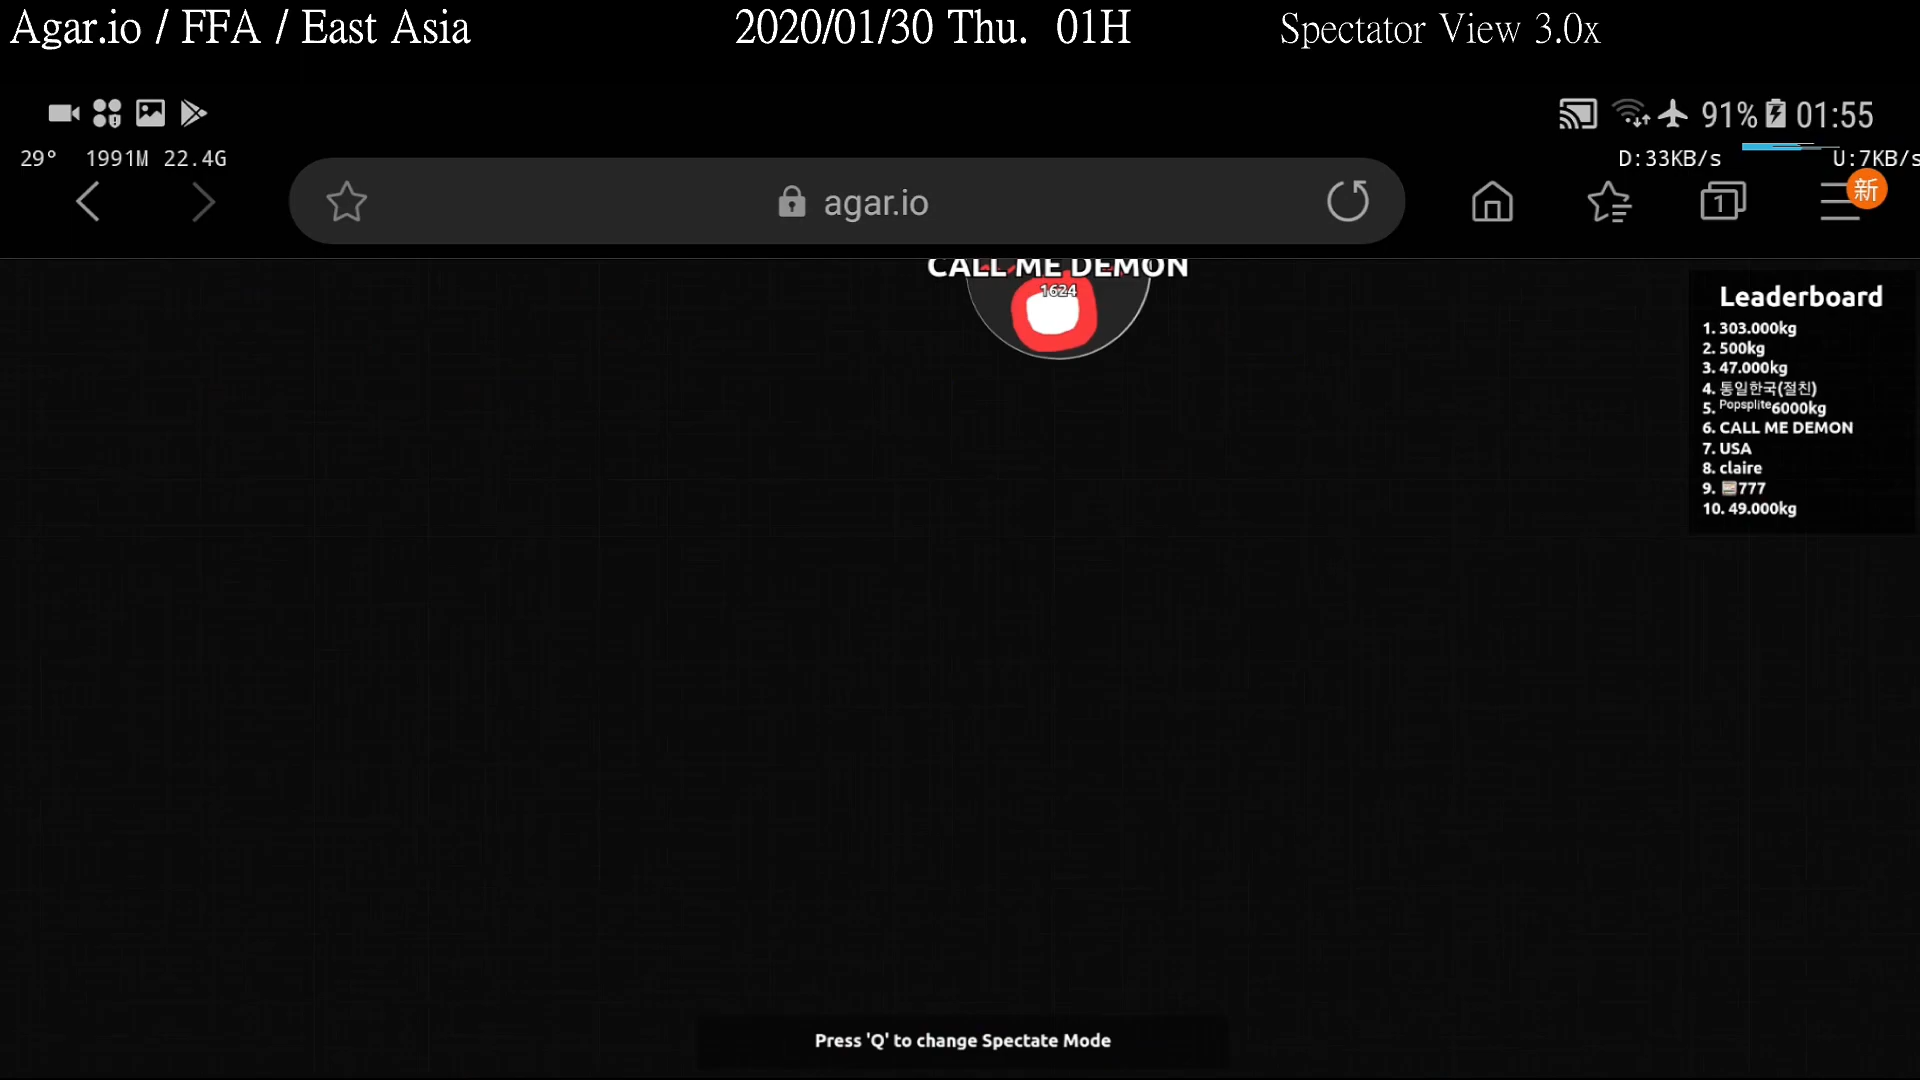 Agar.io / FFA / East Asia 2020/01/30 Thu. 01H Spectator View 3.0x
91% 01:55
29° 1991M 22.4G D:33KB/s U:7KB/s
agar.io 1 新
CALL ME DEMON
1624
Leaderboard
1. 303.000kg
2. 500kg
3. 47.000kg
4. 통일한국(절친)
5. Popsplite6000kg
6. CALL ME DEMON
7. USA
8. claire
9. 777
10. 49.000kg
Press 'Q' to change Spectate Mode